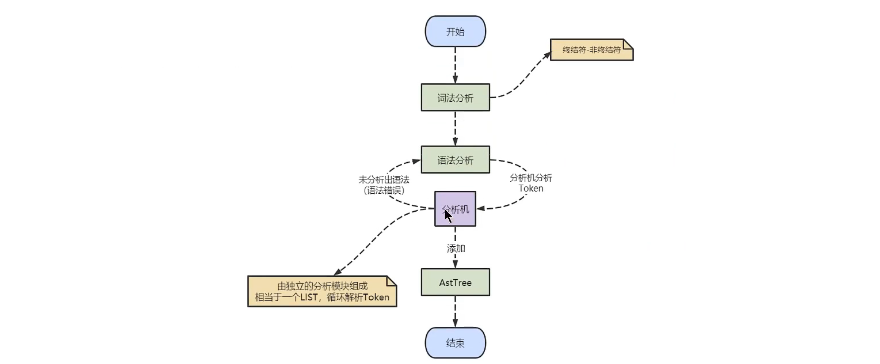 开始
终结符-非终结符
词法分析
语法分析
未分析出语法
(语法错误)
分析机分析
Token
分析机
添加
由独立的分析模块组成
相当于一个LIST，循环解析Token
AstTree
结束